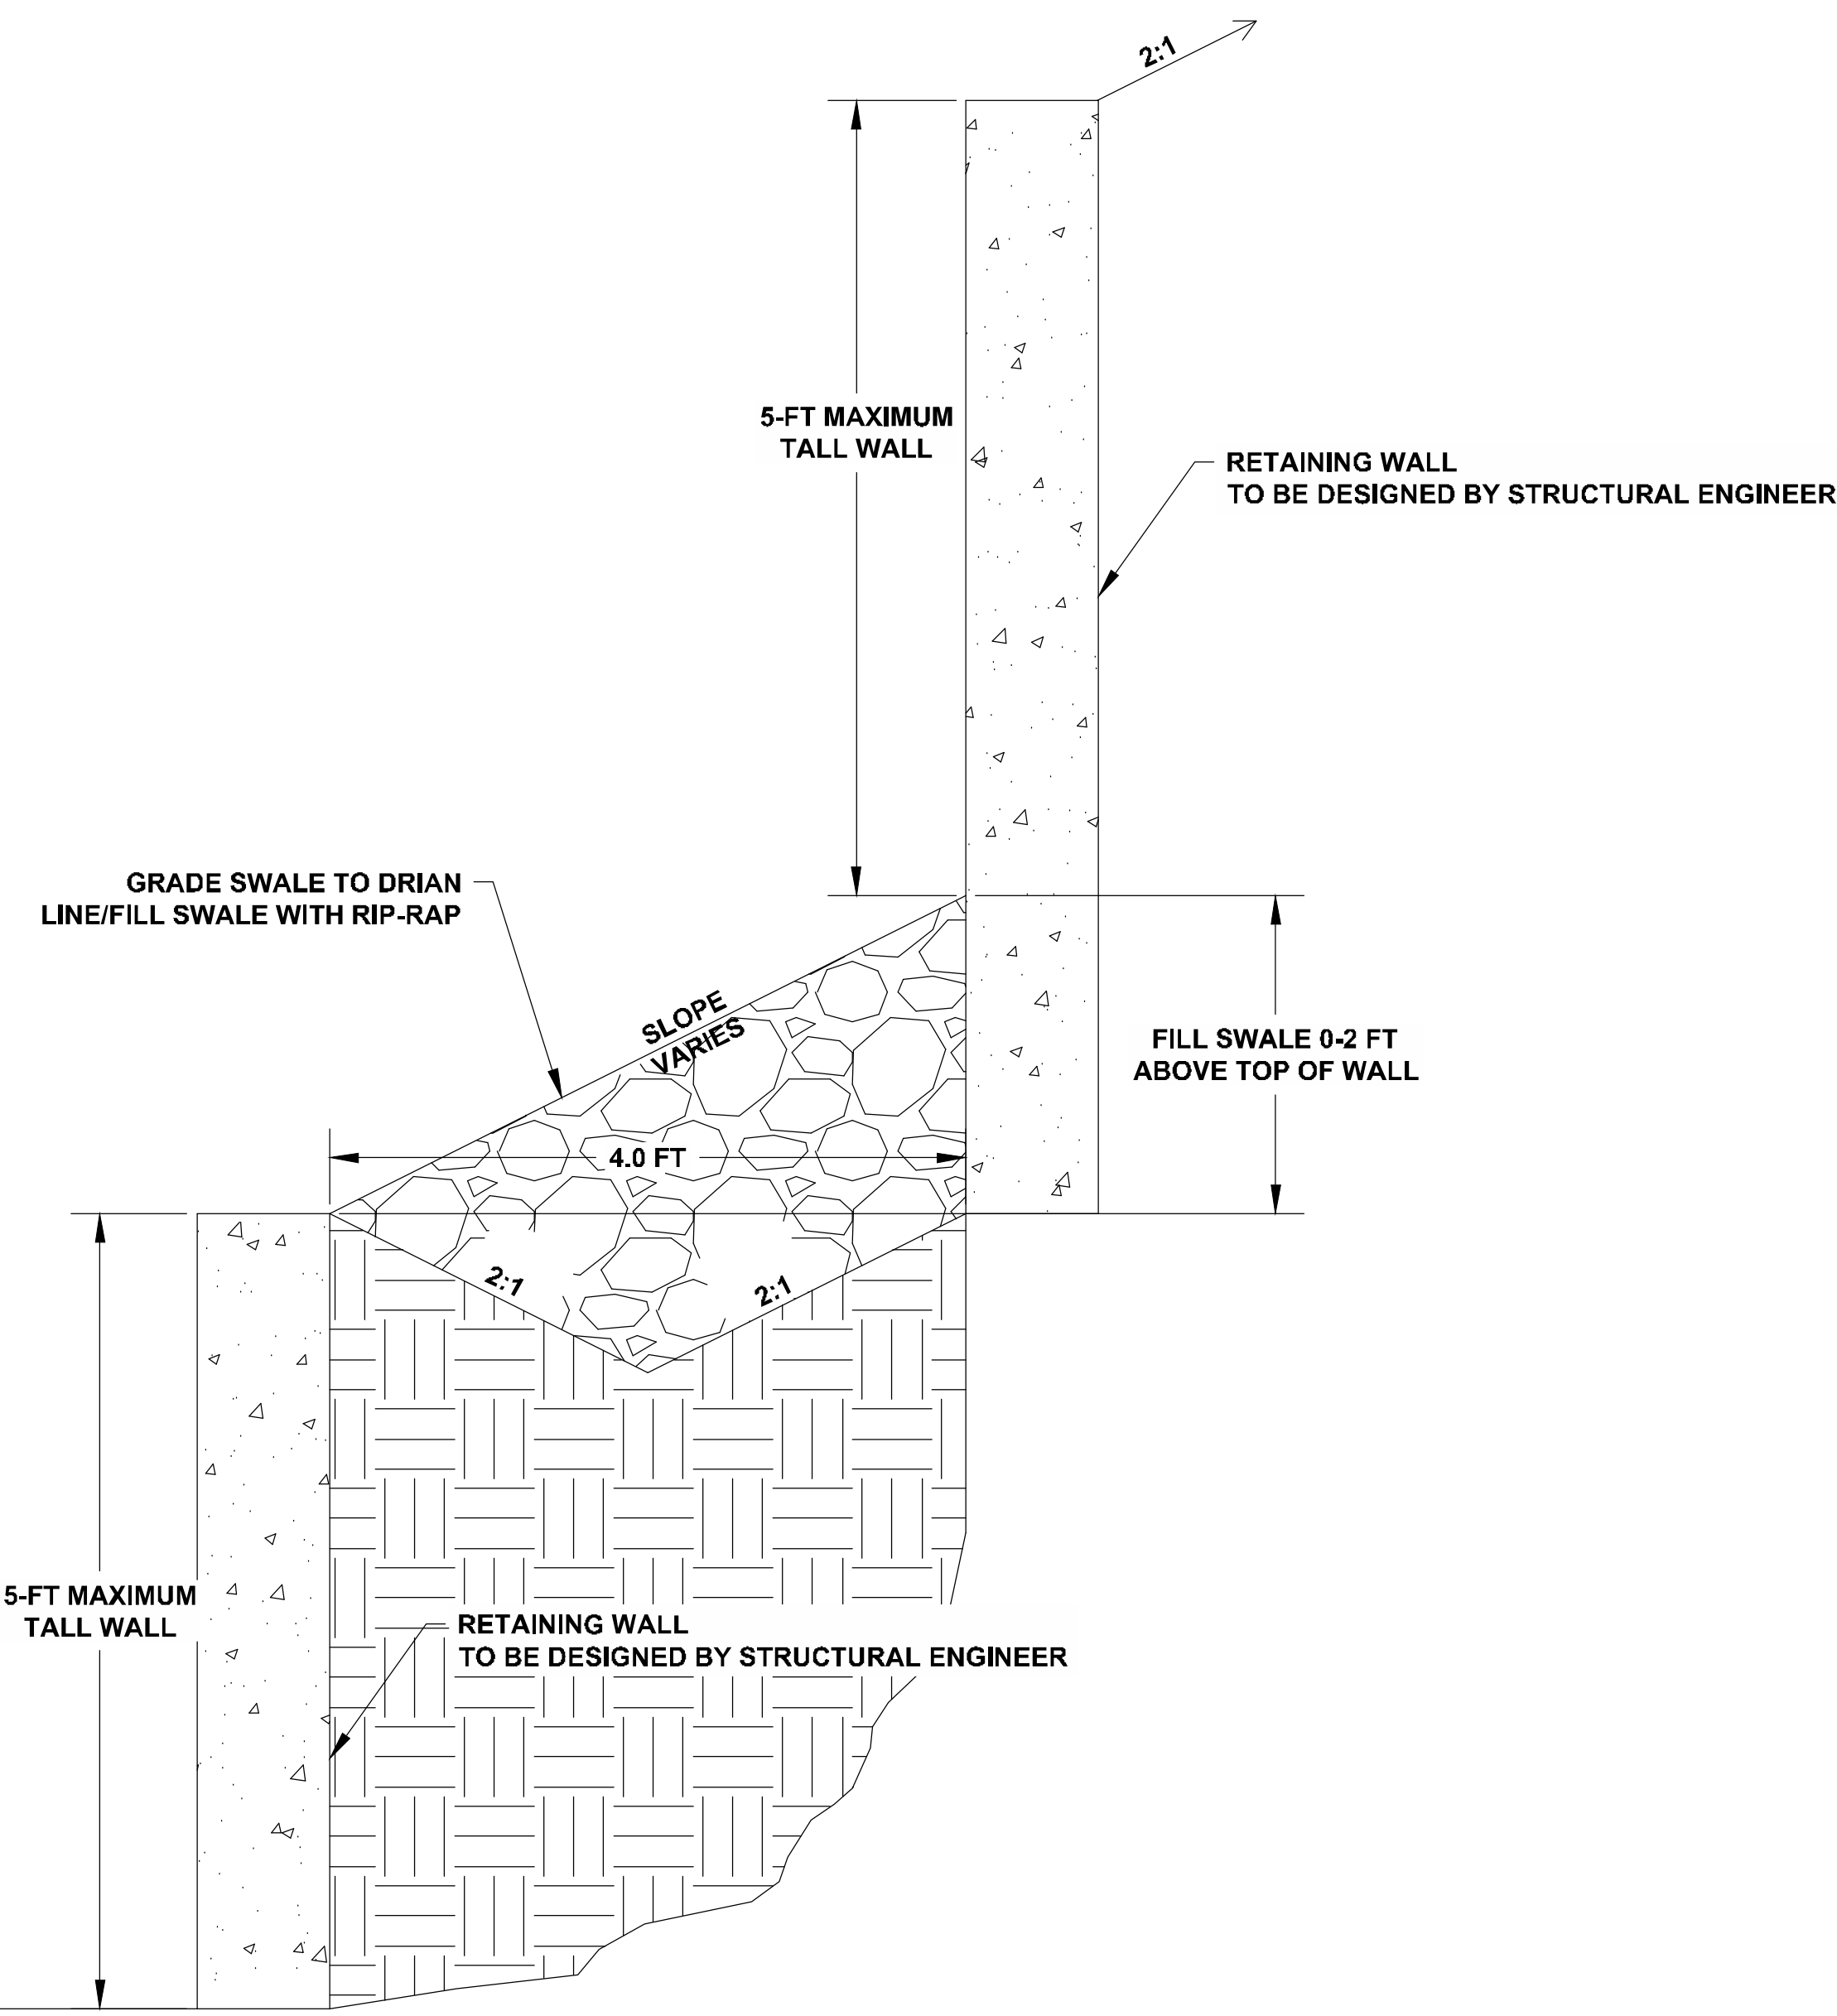 2:1
5-FT MAXIMUM
TALL WALL
RETAINING WALL
TO BE DESIGNED BY STRUCTURAL ENGINEER
GRADE SWALE TO DRIAN
LINE/FILL SWALE WITH RIP-RAP
SLOPE
VARIES
FILL SWALE 0-2 FT
ABOVE TOP OF WALL
4.0 FT
2:1
2:1
5-FT MAXIMUM
TALL WALL
RETAINING WALL
TO BE DESIGNED BY STRUCTURAL ENGINEER